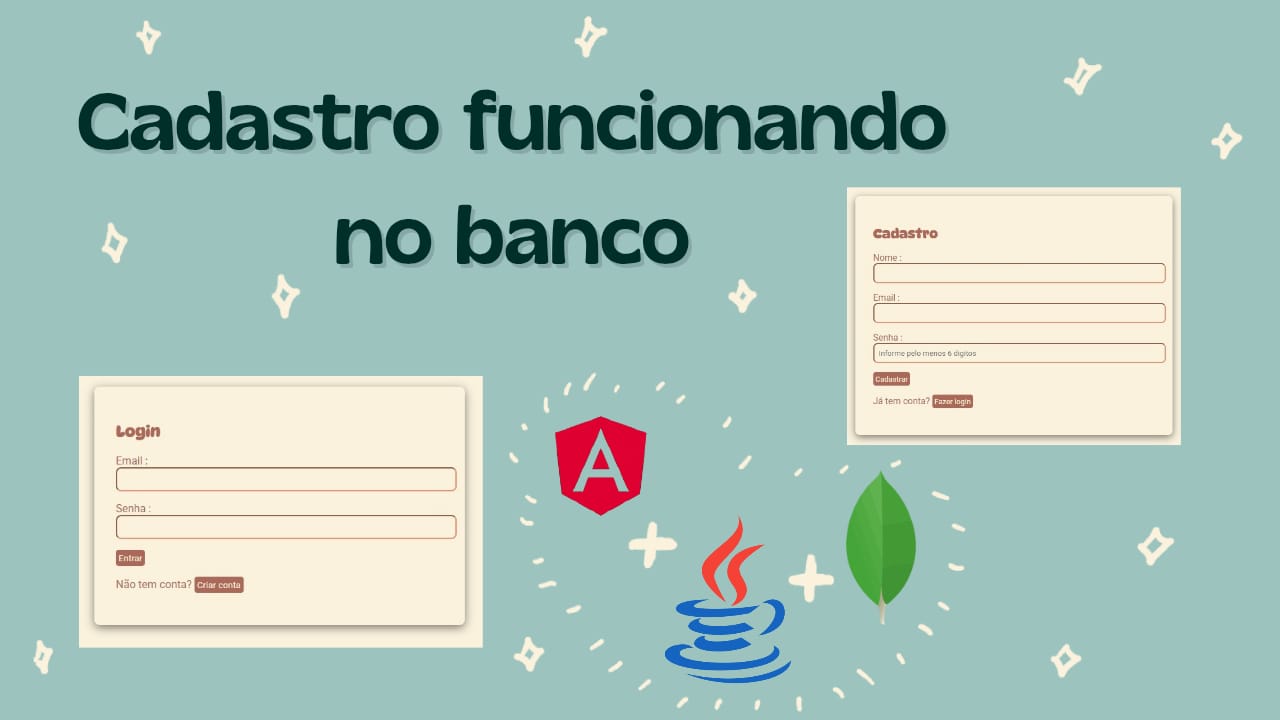 Cadastro funcionando
no banco
Cadastro
Nome :
Email :
Senha :
Informe pelo menos 6 digitos
Cadastrar
Já tem conta? Fazer login
Login
Email :
Senha :
Entrar
Não tem conta? Criar conta